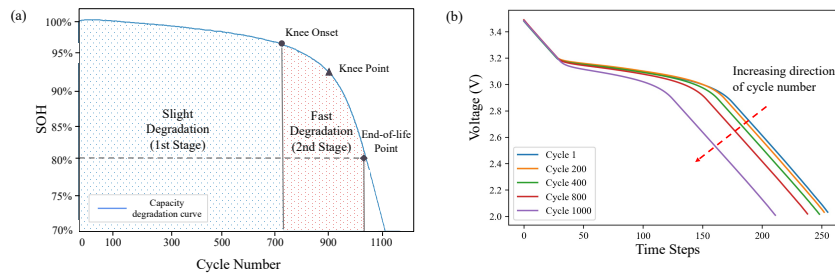 (a)
100%
95%
90%
85%
80%
75%
70%
SOH
Knee Onset
Knee Point
Slight
Degradation
(1st Stage)
Fast
Degradation
(2nd Stage)
End-of-life
Point
Capacity
degradation curve
0 100 300 500 700 900 1100
Cycle Number
(b)
3.6
3.4
3.2
3.0
2.8
2.6
2.4
2.2
2.0
Voltage (V)
Increasing direction
of cycle number
Cycle 1
Cycle 200
Cycle 400
Cycle 800
Cycle 1000
0 50 100 150 200 250
Time Steps